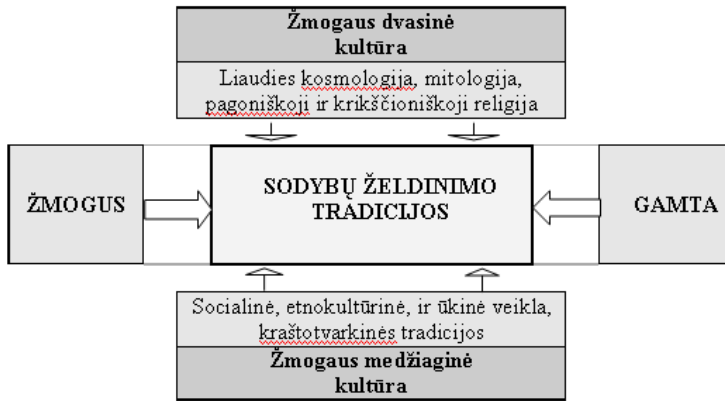 Žmogaus dvasinė
kultūra
Liaudies kosmologija, mitologija,
pagoniškoji ir krikščioniškoji religija
ŽMOGUS
SODYBŲ ŽELDINIMO
TRADICIJOS
GAMTA
Socialinė, etnokultūrinė, ir ūkinė veikla,
kraštotvarkinės tradicijos
Žmogaus medžiaginė
kultūra